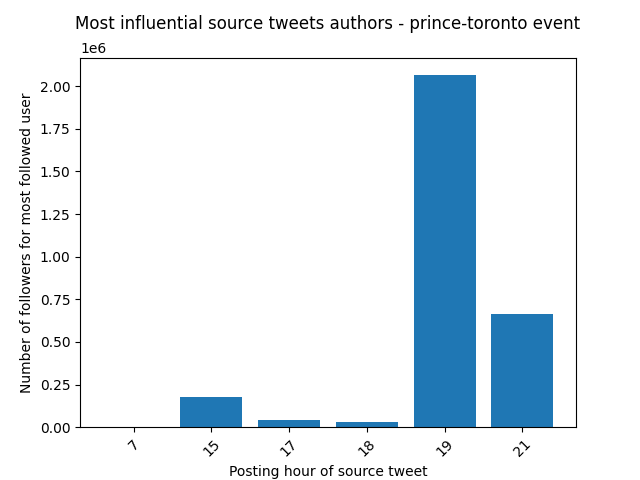 Most influential source tweets authors - prince-toronto event
1e6
2.00
1.75
1.50
1.25
1.00
0.75
0.50
0.25
0.00
Number of followers for most followed user
7 15 17 18 19 21
Posting hour of source tweet